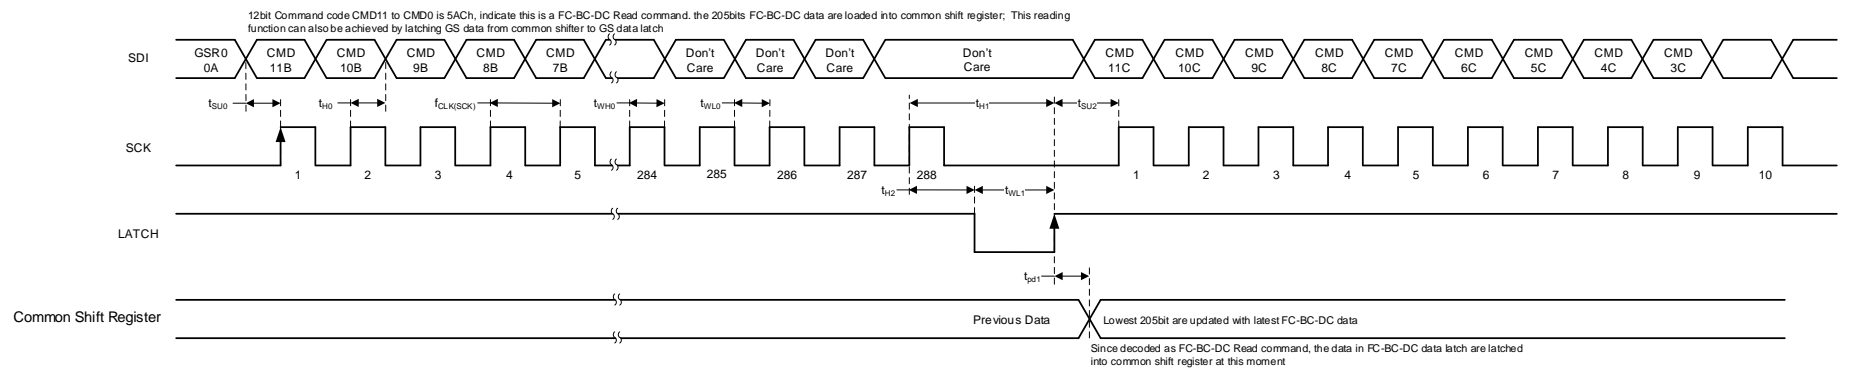 12bit Command code CMD11 to CMD0 is 5ACh, indicate this is a FC-BC-DC Read command. the 205bits FC-BC-DC data are loaded into common shift register; This reading
function can also be achieved by latching GS data from common shifter to GS data latch
SDI
GSR0 0A
CMD 11B
CMD 10B
CMD 9B
CMD 8B
CMD 7B
Don't Care
Don't Care
Don't Care
Don't Care
CMD 11C
CMD 10C
CMD 9C
CMD 8C
CMD 7C
CMD 6C
CMD 5C
CMD 4C
CMD 3C
tSU0
tH0
fCLK(SCK)
tWH0
tWL0
tH1
tSU2
SCK
1 2 3 4 5 284 285 286 287 288 1 2 3 4 5 6 7 8 9 10
tH2
tWL1
LATCH
tpd1
Common Shift Register
Previous Data
Lowest 205bit are updated with latest FC-BC-DC data
Since decoded as FC-BC-DC Read command, the data in FC-BC-DC data latch are latched
into common shift register at this moment